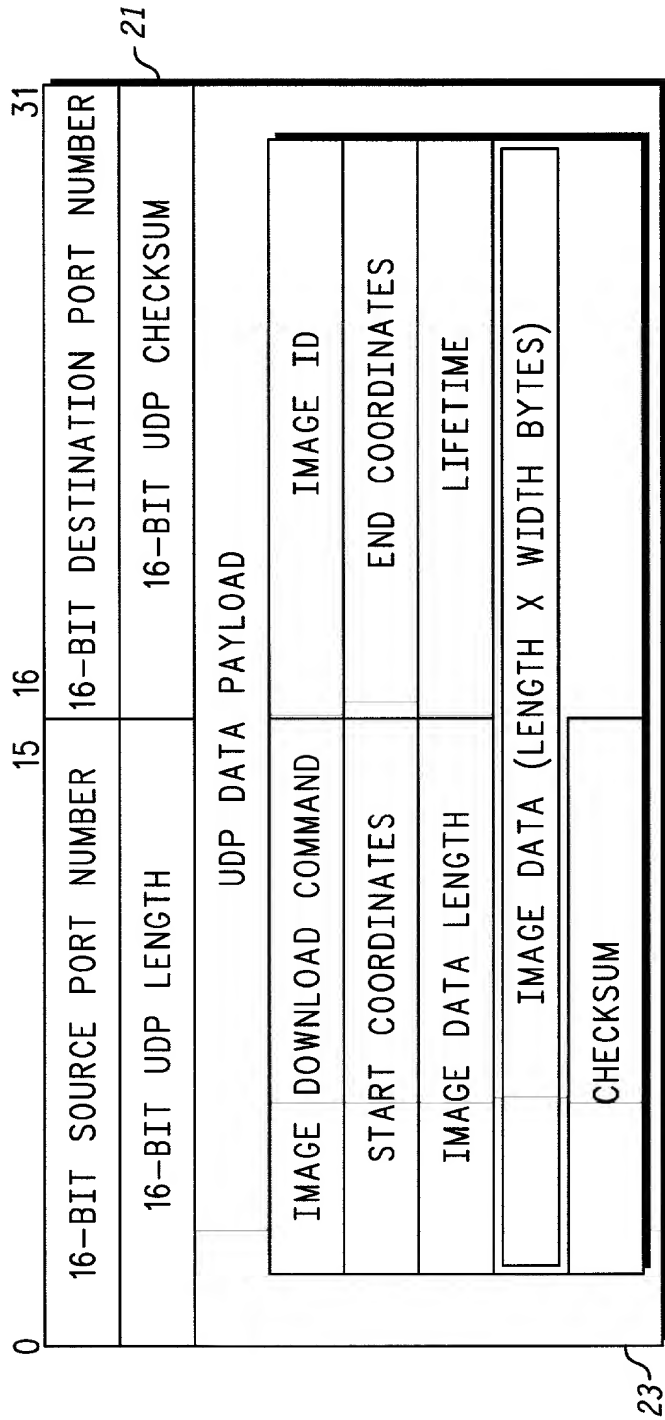 0 15 16 31
16-BIT SOURCE PORT NUMBER 16-BIT DESTINATION PORT NUMBER
21
16-BIT UDP LENGTH 16-BIT UDP CHECKSUM
UDP DATA PAYLOAD
IMAGE DOWNLOAD COMMAND IMAGE ID
START COORDINATES END COORDINATES
IMAGE DATA LENGTH LIFETIME
IMAGE DATA (LENGTH X WIDTH BYTES)
CHECKSUM
23